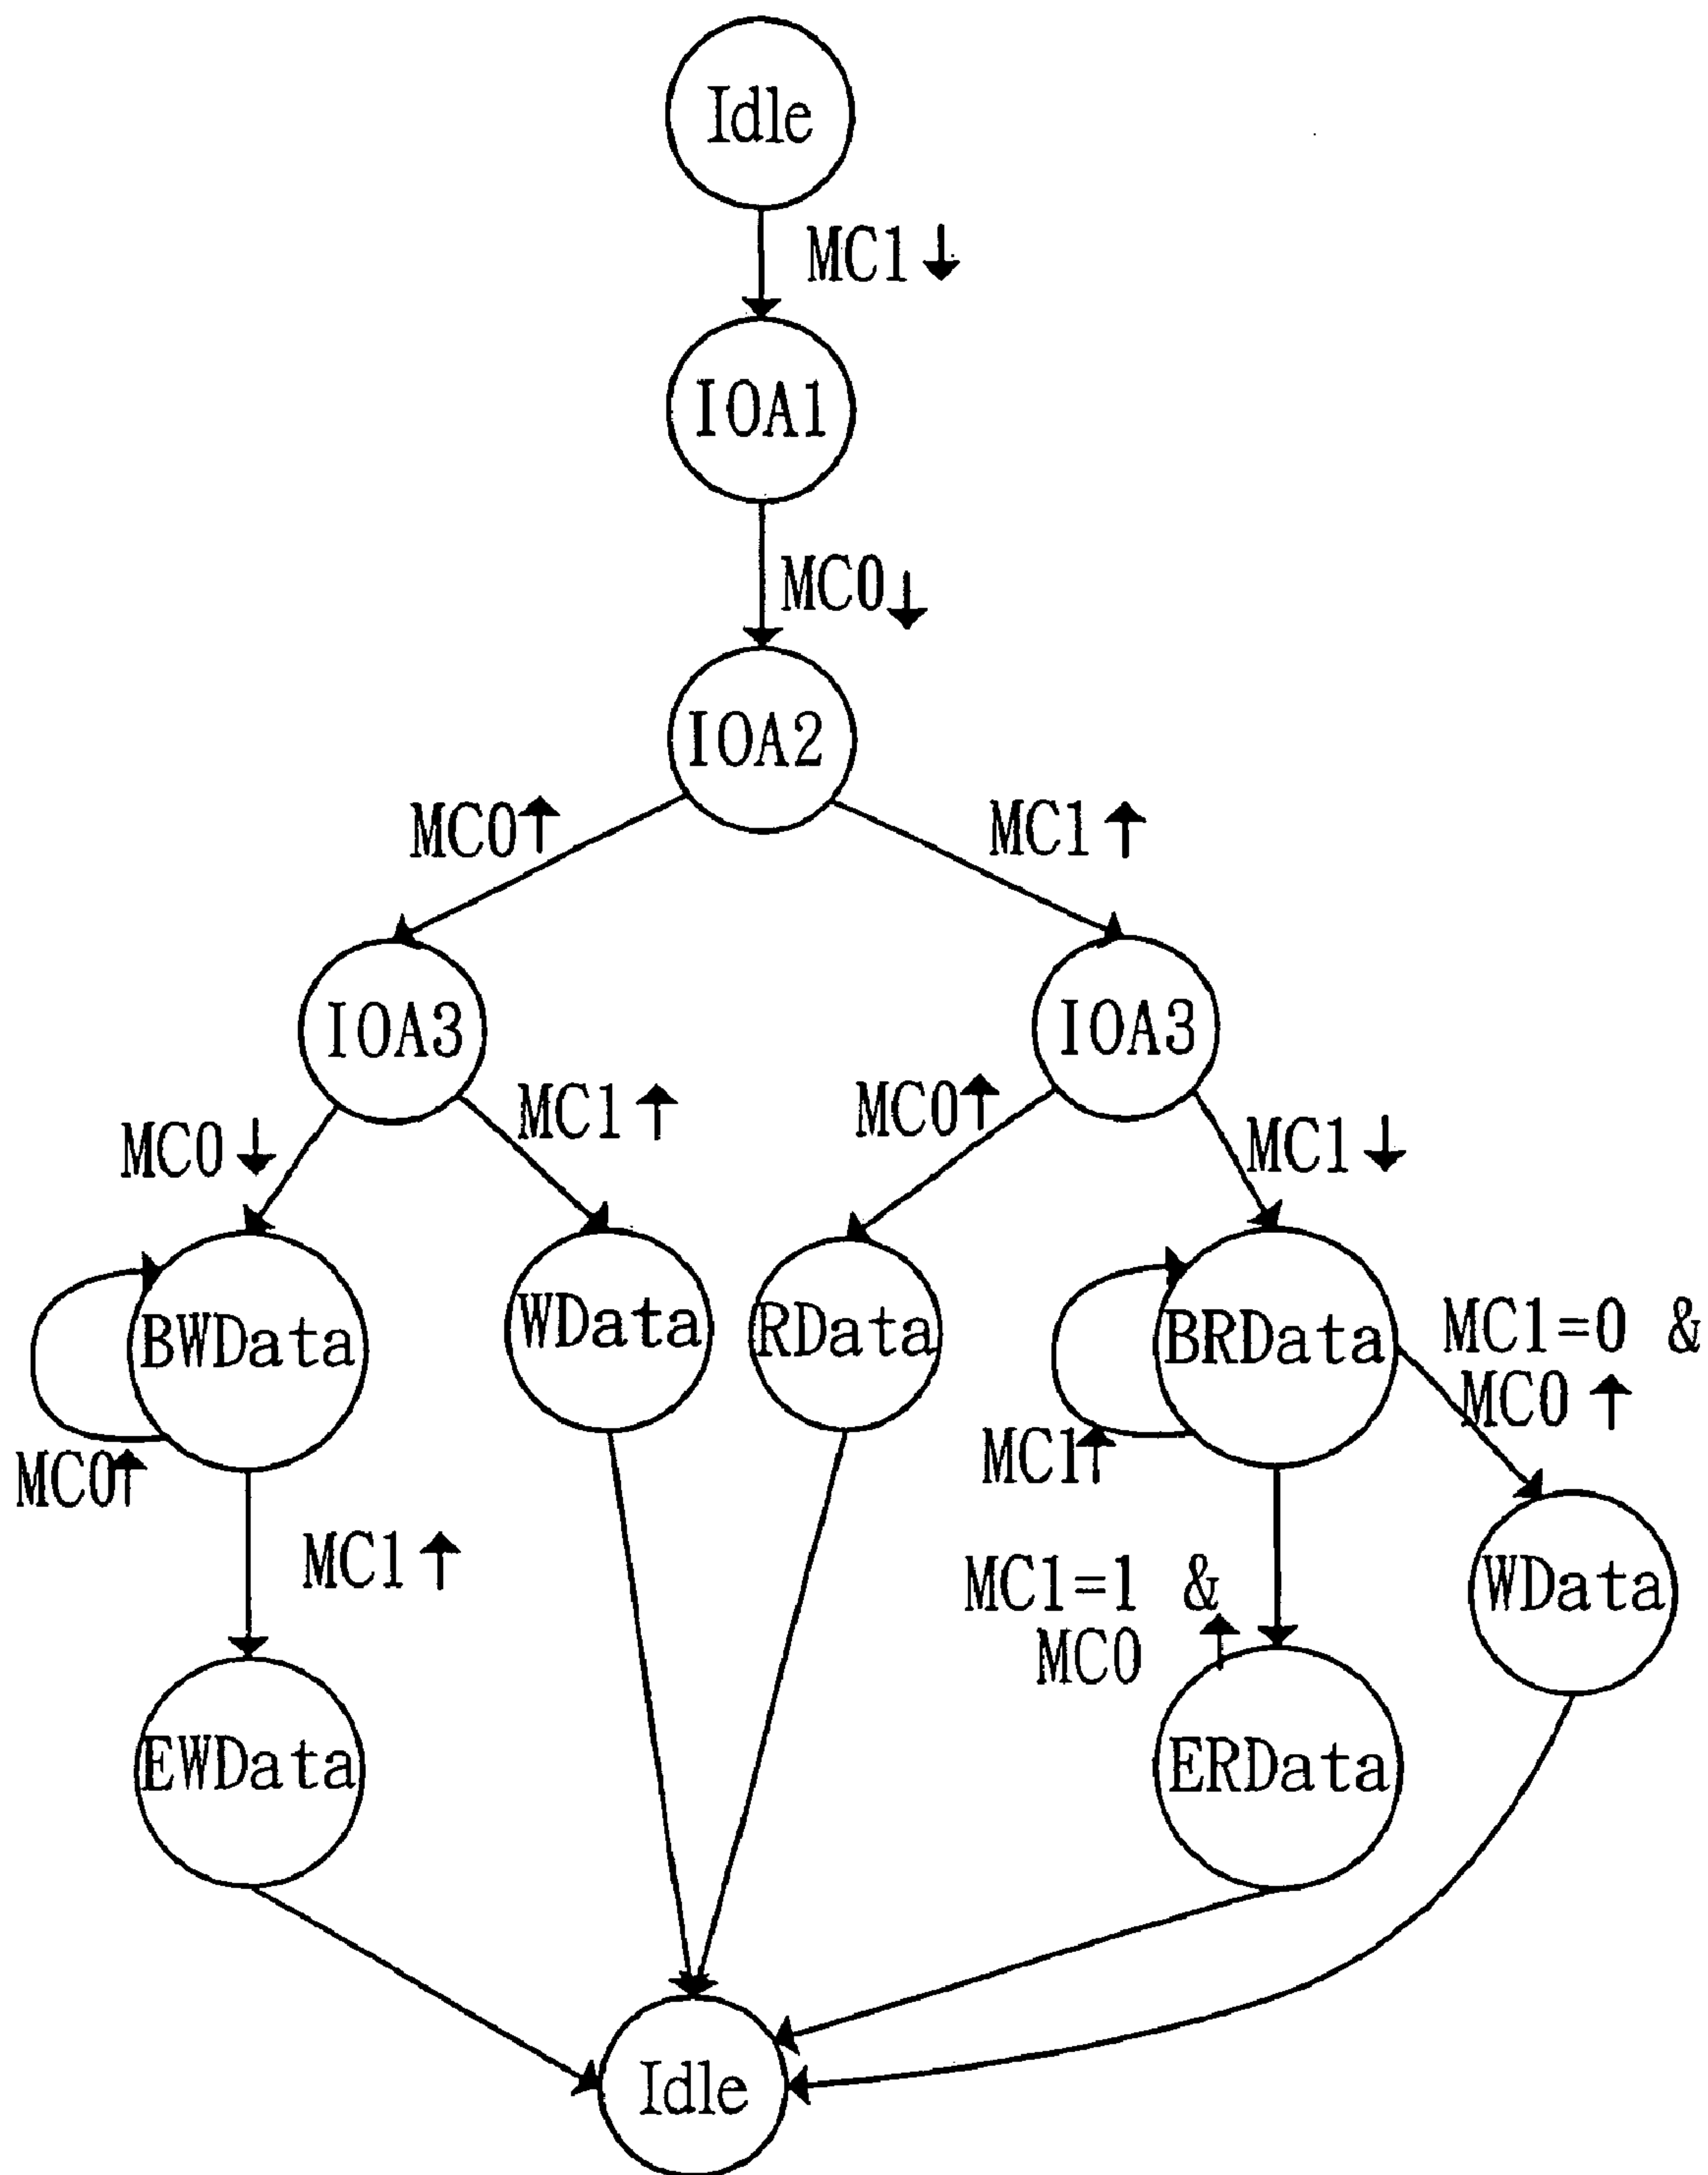 Idle
MC1↓
IOA1
MC0↓
IOA2
MC0↑
MC1↑
IOA3
IOA3
MC0↓
MC1↑
MC0↑
MC1↓
BWData
WData
RData
BRData
MC1=0 &
MC0↑
MC0↑
MC1↑
MC1↑
MC1=1 &
MC0↑
WData
EWData
ERData
Idle